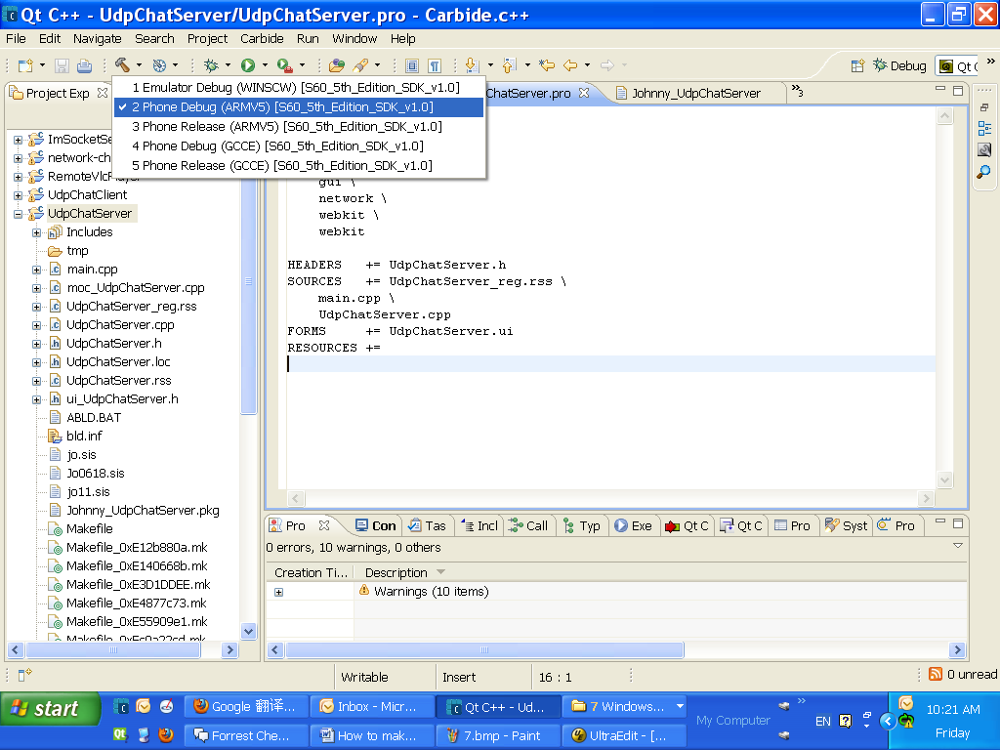 Qt C++ - UdpChatServer/UdpChatServer.pro - Carbide.c++
File Edit Navigate Search Project Carbide Run Window Help
Debug Qt C
Project Exp
ChatServer.pro
Johnny_UdpChatServer
3
1 Emulator Debug (WINSCW) [S60_5th_Edition_SDK_v1.0]
2 Phone Debug (ARMV5) [S60_5th_Edition_SDK_v1.0]
3 Phone Release (ARMV5) [S60_5th_Edition_SDK_v1.0]
4 Phone Debug (GCCE) [S60_5th_Edition_SDK_v1.0]
5 Phone Release (GCCE) [S60_5th_Edition_SDK_v1.0]
ImSocketSe
network-ch
UdpChatClient
UdpChatServer
Includes
tmp
main.cpp
moc_UdpChatServer.cpp
UdpChatServer_reg.rss
UdpChatServer.cpp
UdpChatServer.h
UdpChatServer.loc
UdpChatServer.rss
ui_UdpChatServer.h
ABLD.BAT
bld.inf
jo.sis
Jo0618.sis
jo11.sis
Johnny_UdpChatServer.pkg
Makefile
Makefile_0xE12b880a.mk
Makefile_0xE140668b.mk
Makefile_0xE3D1DDEE.mk
Makefile_0xE4877c73.mk
Makefile_0xE55909e1.mk
gui \
network \
webkit \
webkit
HEADERS += UdpChatServer.h
SOURCES += UdpChatServer_reg.rss \
main.cpp \
UdpChatServer.cpp
FORMS += UdpChatServer.ui
RESOURCES +=
Pro Con Tas Incl Call Typ Exe Qt C Qt C Pro Syst Pro
0 errors, 10 warnings, 0 others
Creation Ti... Description
Warnings (10 items)
Writable Insert 16 : 1 0 unread
start
Google 翻译...
Inbox - Micr...
Qt C++ - Ud...
7 Windows...
Forrest Che...
How to mak...
7.bmp - Paint
UltraEdit - [...
My Computer
EN
10:21 AM
Friday